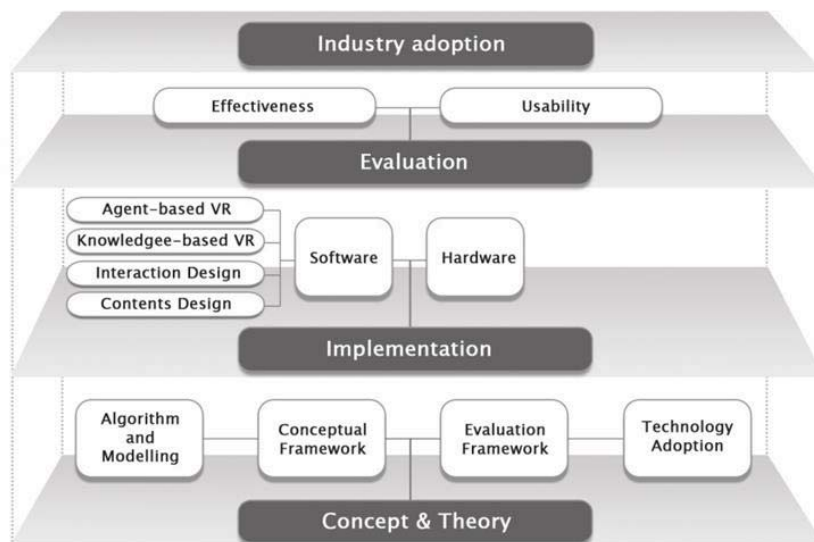 Industry adoption
Effectiveness
Usability
Evaluation
Agent-based VR
Knowledgee-based VR
Interaction Design
Contents Design
Software
Hardware
Implementation
Algorithm
and
Modelling
Conceptual
Framework
Evaluation
Framework
Technology
Adoption
Concept & Theory